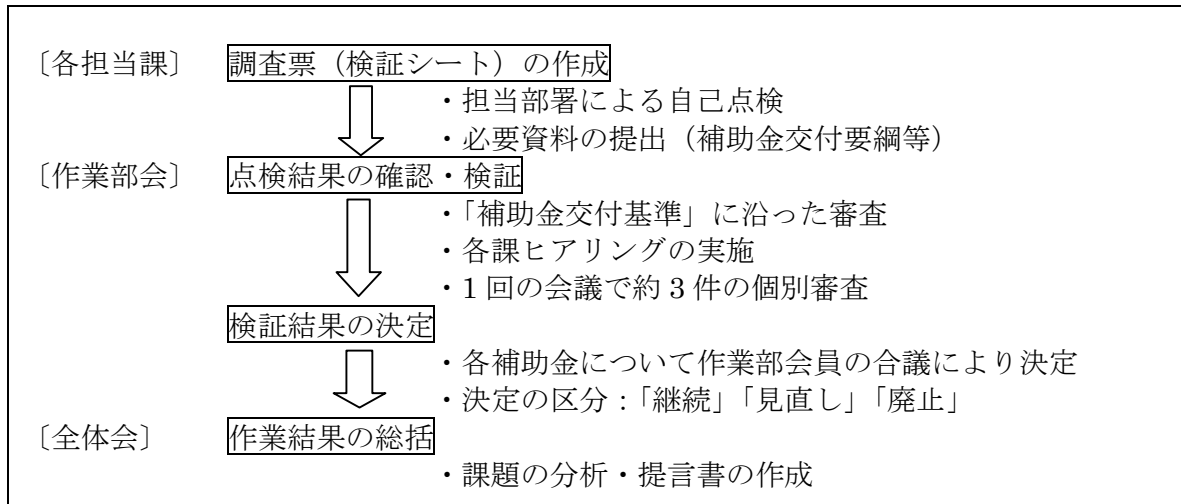 〔各担当課〕 調査票（検証シート）の作成
・担当部署による自己点検
・必要資料の提出（補助金交付要綱等）
〔作業部会〕 点検結果の確認・検証
・「補助金交付基準」に沿った審査
・各課ヒアリングの実施
・1回の会議で約3件の個別審査
検証結果の決定
・各補助金について作業部会員の合議により決定
・決定の区分：「継続」「見直し」「廃止」
〔全体会〕 作業結果の総括
・課題の分析・提言書の作成